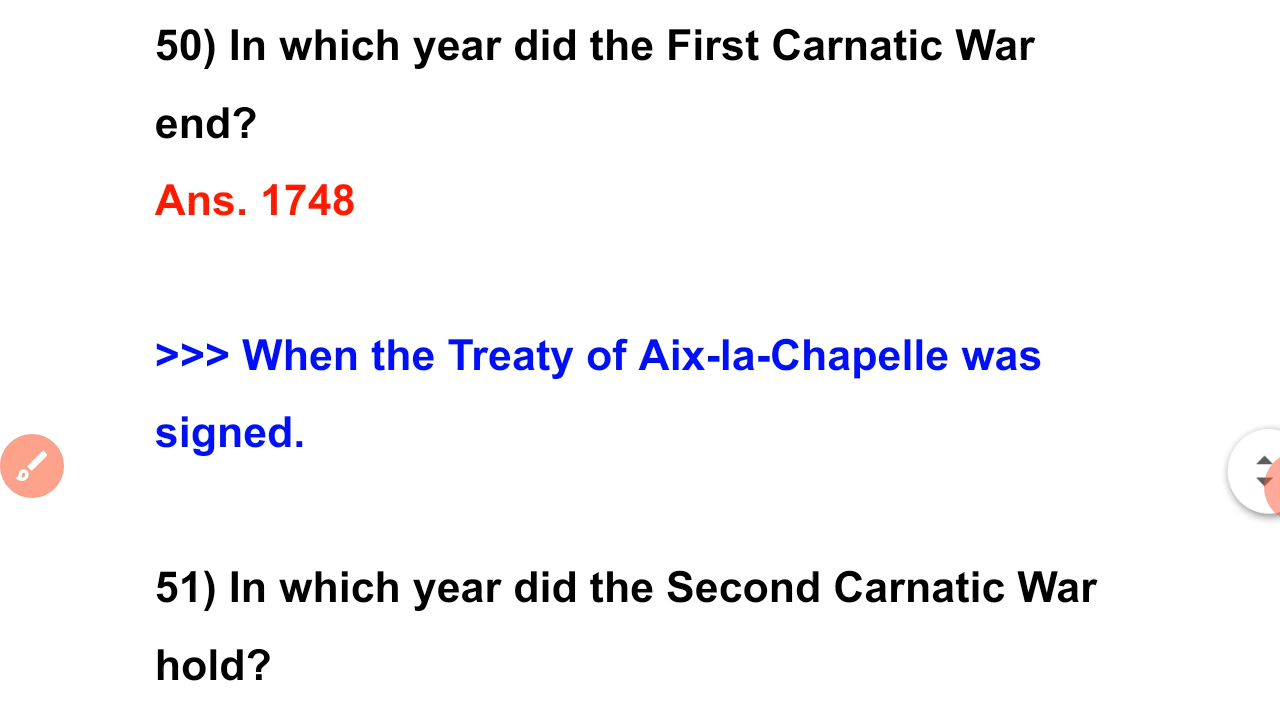 50) In which year did the First Carnatic War
end?
Ans. 1748
>>> When the Treaty of Aix-la-Chapelle was
signed.
51) In which year did the Second Carnatic War
hold?